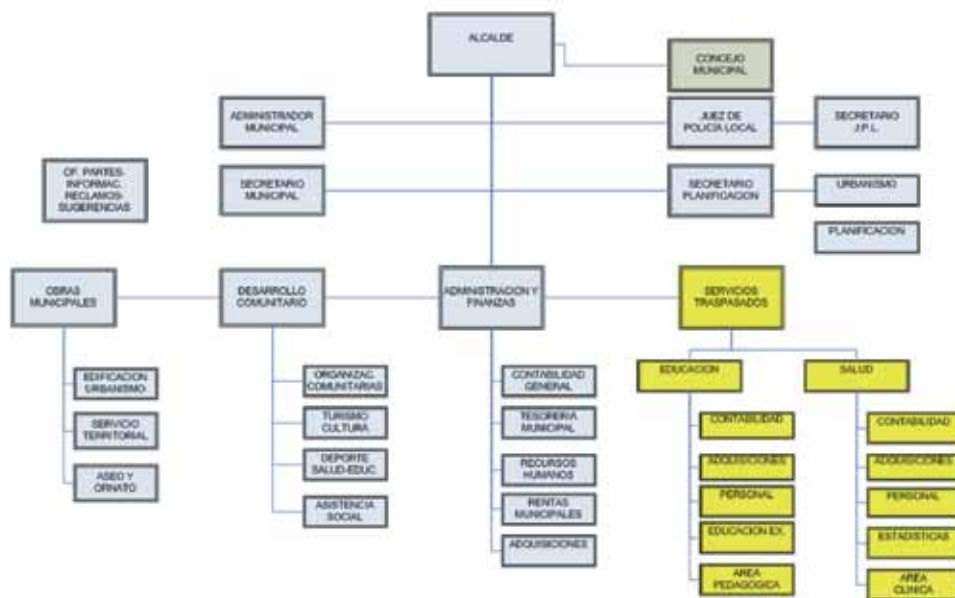 ALCALDE
CONCEJO
MUNICIPAL
ADMINISTRADOR
MUNICIPAL
JUEZ DE
POLICÍA LOCAL
SECRETARIO
J.P.L.
OF. PARTES-
INFORMAC.
RECLAMOS-
SUGERENCIAS
SECRETARIO
MUNICIPAL
SECRETARIO
PLANIFICACION
URBANISMO
PLANIFICACION
OBRAS
MUNICIPALES
DESARROLLO
COMUNITARIO
ADMINISTRACION Y
FINANZAS
SERVICIOS
TRASPASADOS
EDIFICACION
URBANISMO
SERVICIO
TERRITORIAL
ASEO Y
ORNATO
ORGANIZAC.
COMUNITARIAS
TURISMO
CULTURA
DEPORTE
SALUD-EDUC.
ASISTENCIA
SOCIAL
CONTABILIDAD
GENERAL
TESORERIA
MUNICIPAL
RECURSOS
HUMANOS
RENTAS
MUNICIPALES
ADQUISICIONES
EDUCACION
CONTABILIDAD
ADQUISICIONES
PERSONAL
EDUCACION EX.
AREA
PEDAGOGICA
SALUD
CONTABILIDAD
ADQUISICIONES
PERSONAL
ESTADISTICAS
AREA
CLINICA